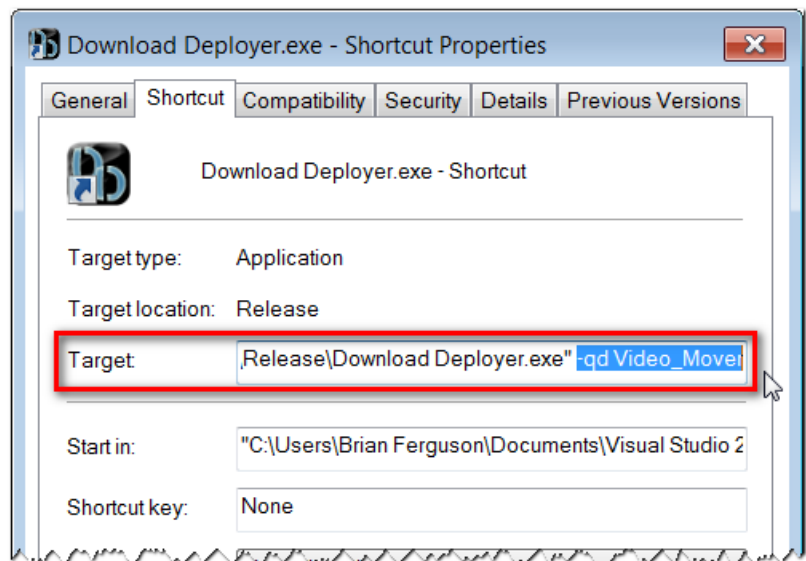 Download Deployer.exe - Shortcut Properties
General Shortcut Compatibility Security Details Previous Versions
Download Deployer.exe - Shortcut
Target type: Application
Target location: Release
Target: Release\Download Deployer.exe" -qd Video_Mover
Start in: "C:\Users\Brian Ferguson\Documents\Visual Studio 2
Shortcut key: None